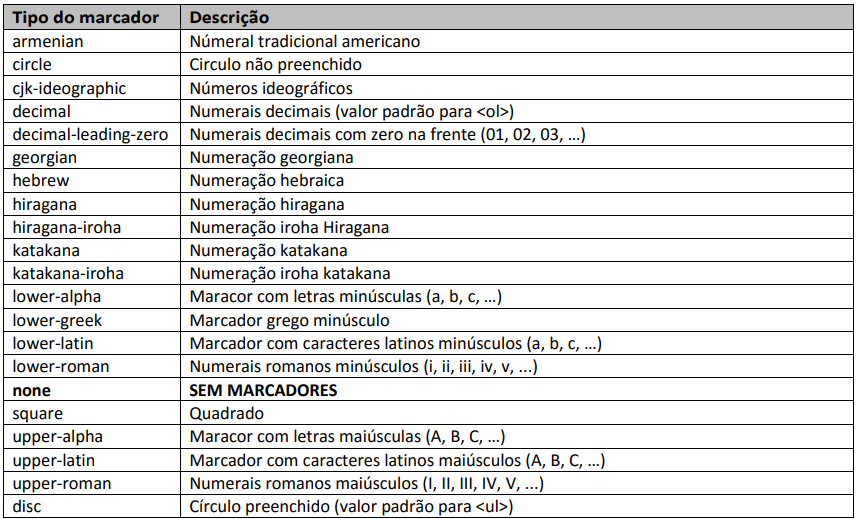 Tipo do marcador Descrição
armenian Númeral tradicional americano
circle Circulo não preenchido
cjk-ideographic Números ideográficos
decimal Numerais decimais (valor padrão para <ol>)
decimal-leading-zero Numerais decimais com zero na frente (01, 02, 03, ...)
georgian Numeração georgiana
hebrew Numeração hebraica
hiragana Numeração hiragana
hiragana-iroha Numeração iroha Hiragana
katakana Numeração katakana
katakana-iroha Numeração iroha katakana
lower-alpha Maracor com letras minúsculas (a, b, c, ...)
lower-greek Marcador grego minúsculo
lower-latin Marcador com caracteres latinos minúsculos (a, b, c, ...)
lower-roman Numerais romanos minúsculos (i, ii, iii, iv, v, ...)
none SEM MARCADORES
square Quadrado
upper-alpha Maracor com letras maiúsculas (A, B, C, ...)
upper-latin Marcador com caracteres latinos maiúsculos (A, B, C, ...)
upper-roman Numerais romanos maiúsculos (I, II, III, IV, V, ...)
disc Círculo preenchido (valor padrão para <ul>)